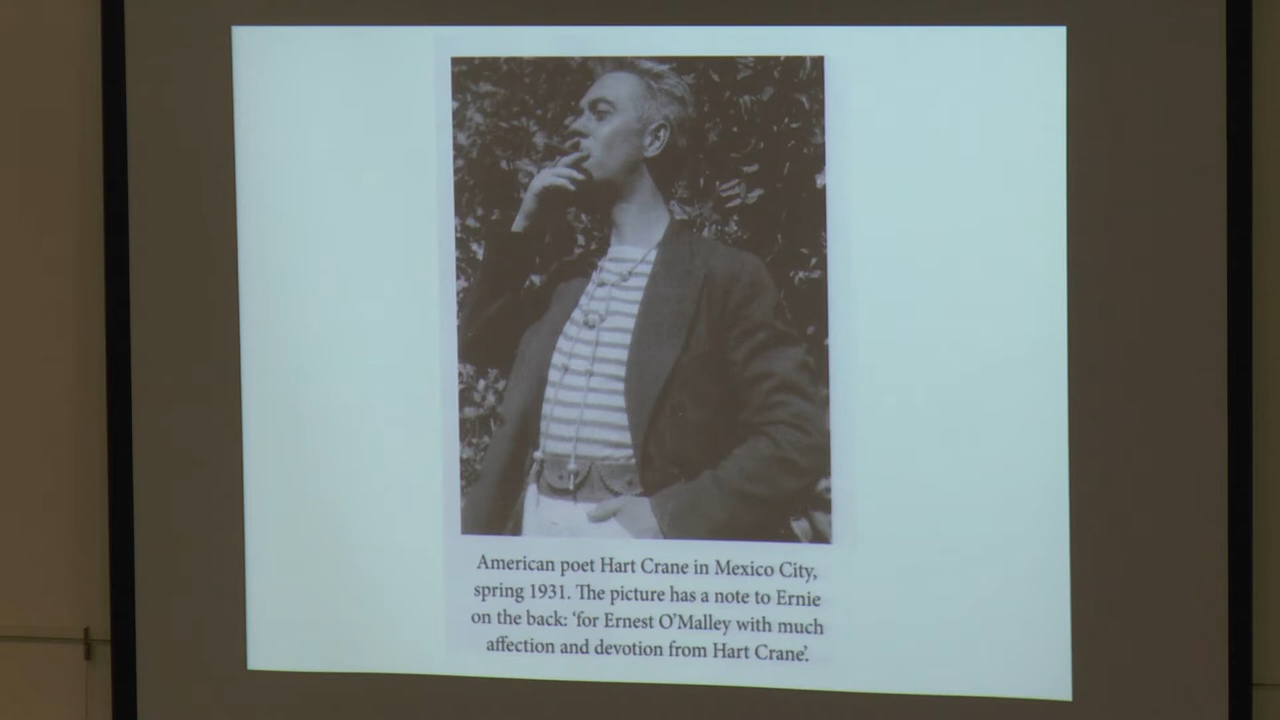 American poet Hart Crane in Mexico City,
spring 1931. The picture has a note to Ernie
on the back: ‘for Ernest O’Malley with much
affection and devotion from Hart Crane’.